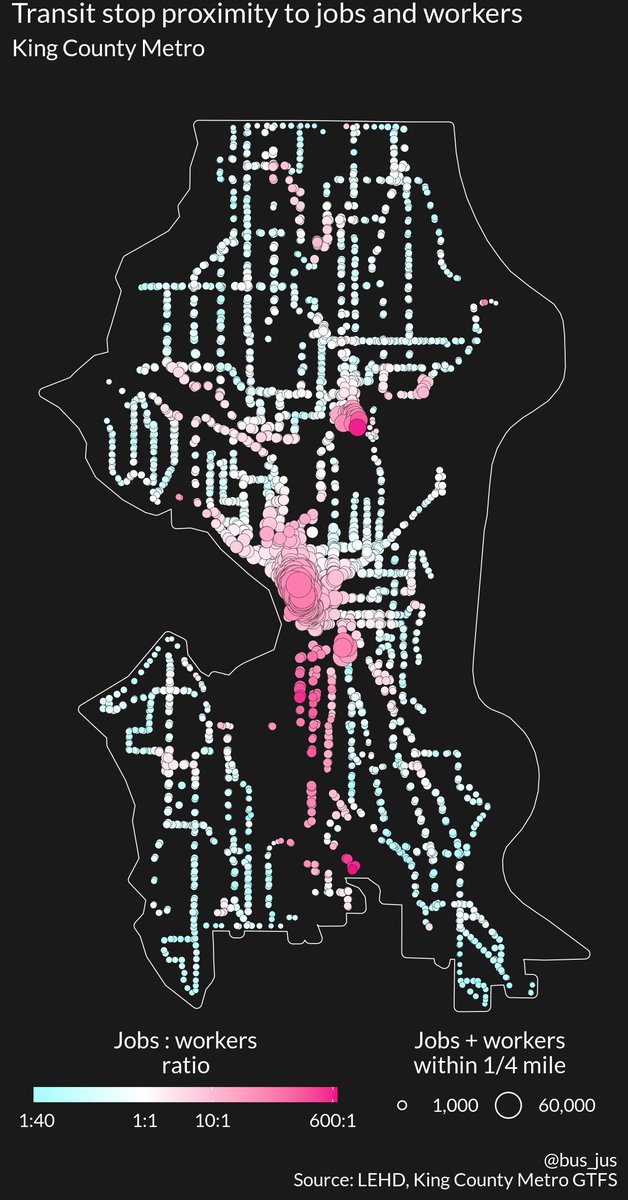 Transit stop proximity to jobs and workers
King County Metro
Jobs : workers
ratio
1:40
1:1
10:1
600:1
Jobs + workers
within 1/4 mile
1,000
60,000
@bus_jus
Source: LEHD, King County Metro GTFS